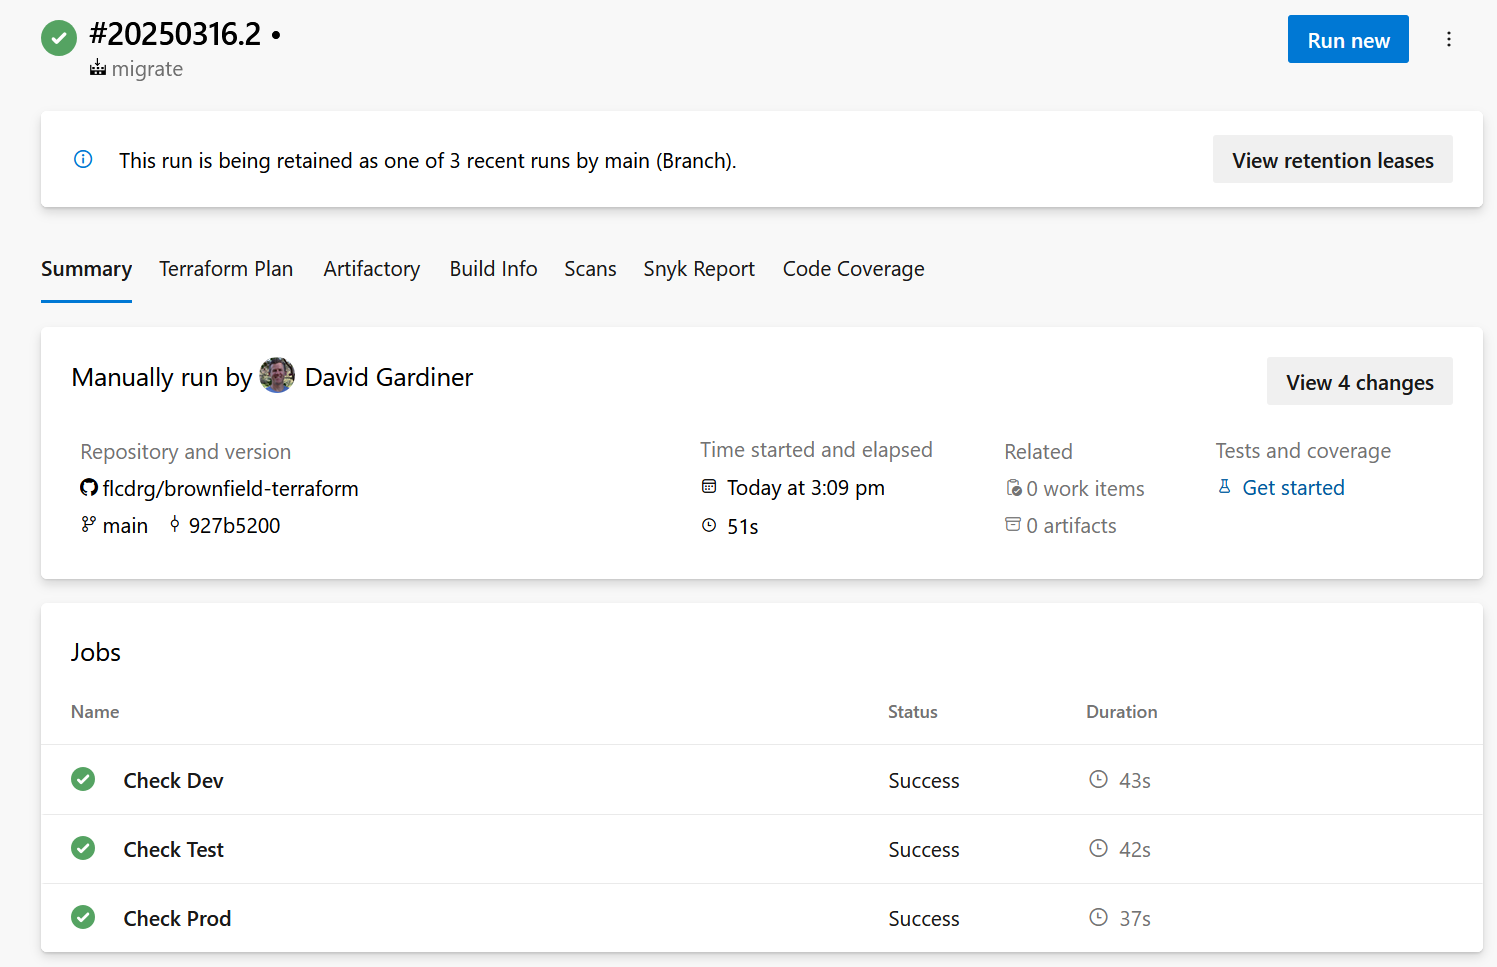 #20250316.2 •
Run new
migrate
This run is being retained as one of 3 recent runs by main (Branch).
View retention leases
Summary Terraform Plan Artifactory Build Info Scans Snyk Report Code Coverage
Manually run by David Gardiner
View 4 changes
Repository and version
flcdrg/brownfield-terraform
main 927b5200
Time started and elapsed
Today at 3:09 pm
51s
Related
0 work items
0 artifacts
Tests and coverage
Get started
Jobs
Name Status Duration
Check Dev Success 43s
Check Test Success 42s
Check Prod Success 37s